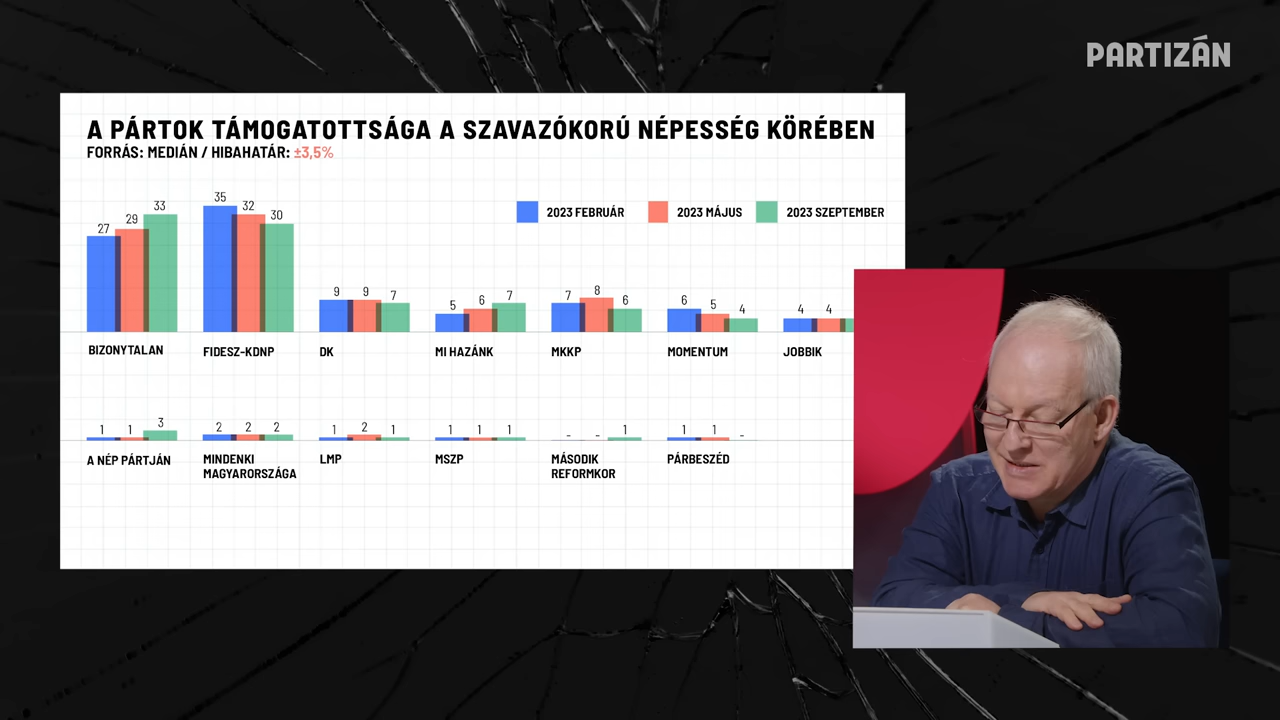 PARTIZÁN
A PÁRTOK TÁMOGATOTTSÁGA A SZAVAZÓKORÚ NÉPESSÉG KÖRÉBEN
FORRÁS: MEDIÁN / HIBAHATÁR: ±3,5%
2023 FEBRUÁR 2023 MÁJUS 2023 SZEPTEMBER
27 29 33 35 32 30 9 9 7 5 6 7 7 8 6 6 5 4 4 4
BIZONYTALAN FIDESZ-KDNP DK MI HAZÁNK MKKP MOMENTUM JOBBIK
1 1 3 2 2 2 1 2 1 1 1 1 - - 1 1 1 -
A NÉP PÁRTJÁN MINDENKI LMP MSZP MÁSODIK PÁRBESZÉD
MAGYARORSZÁGA REFORMKOR